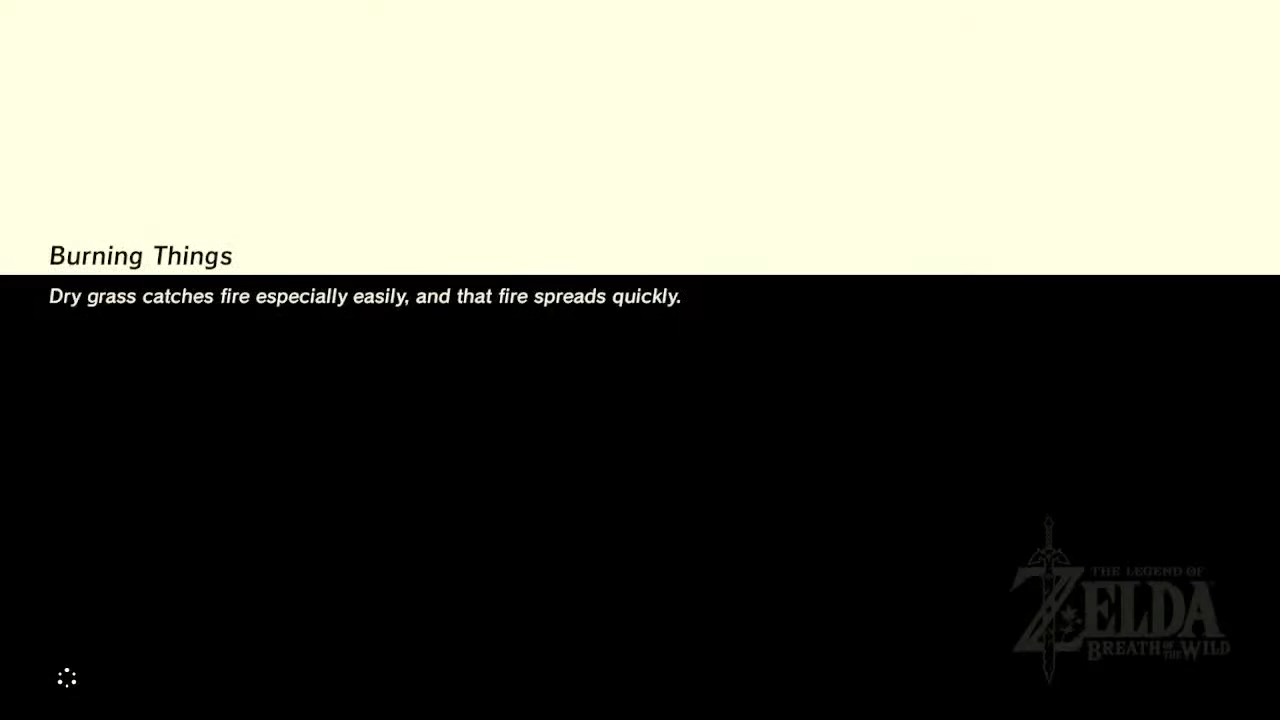 Burning Things
Dry grass catches fire especially easily, and that fire spreads quickly.
THE LEGEND OF
ZELDA
BREATH OF THE WILD